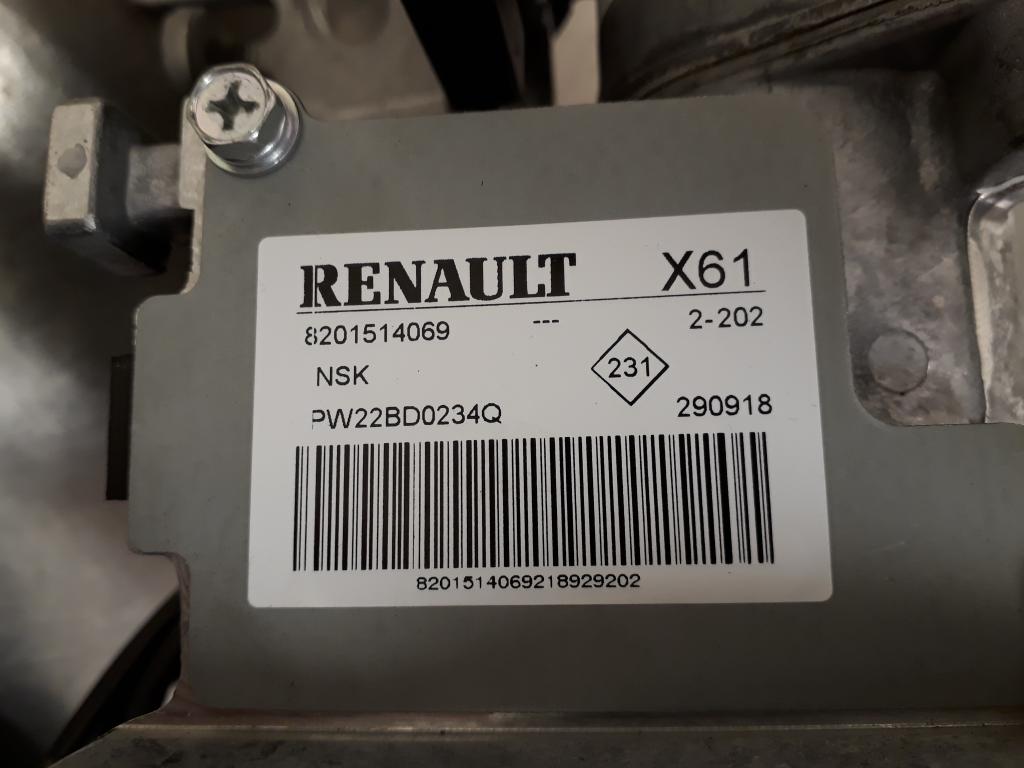 RENAULT X61
8201514069 --- 2-202
NSK 231
PW22BD0234Q 290918
8201514069218929202